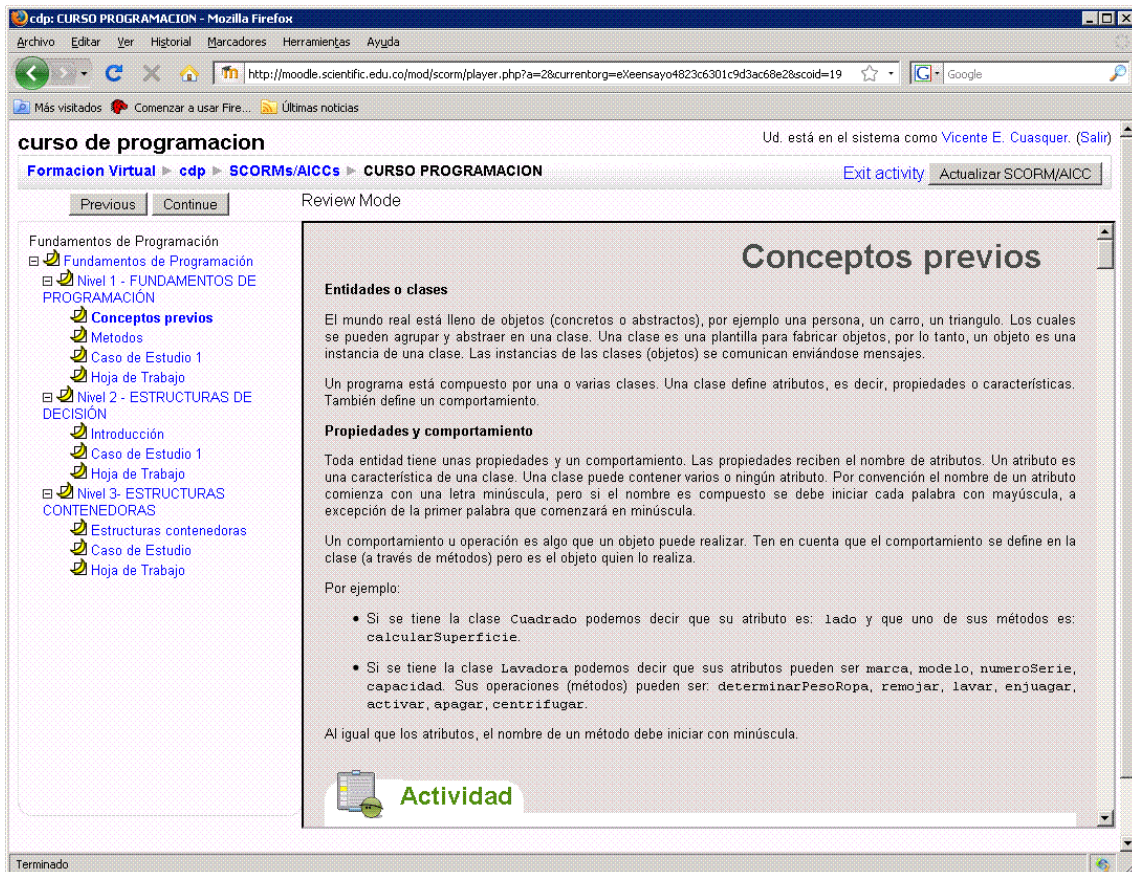 cdp: CURSO PROGRAMACION - Mozilla Firefox
Archivo Editar Ver Historial Marcadores Herramientas Ayuda
http://moodle.scientific.edu.co/mod/scorm/player.php?a=2&currentorg=eXeensayo4823c6301c9d3ac68e2&scoid=19
Google
Más visitados Comenzar a usar Fire... Últimas noticias
curso de programacion
Ud. está en el sistema como Vicente E. Cuasquer. (Salir)
Formacion Virtual ► cdp ► SCORMs/AICCs ► CURSO PROGRAMACION
Exit activity Actualizar SCORM/AICC
Previous Continue
Review Mode
Fundamentos de Programación
Fundamentos de Programación
Nivel 1 - FUNDAMENTOS DE
PROGRAMACIÓN
Conceptos previos
Metodos
Caso de Estudio 1
Hoja de Trabajo
Nivel 2 - ESTRUCTURAS DE
DECISIÓN
Introducción
Caso de Estudio 1
Hoja de Trabajo
Nivel 3- ESTRUCTURAS
CONTENEDORAS
Estructuras contenedoras
Caso de Estudio
Hoja de Trabajo
Conceptos previos
Entidades o clases
El mundo real está lleno de objetos (concretos o abstractos), por ejemplo una persona, un carro, un triangulo. Los cuales
se pueden agrupar y abstraer en una clase. Una clase es una plantilla para fabricar objetos, por lo tanto, un objeto es una
instancia de una clase. Las instancias de las clases (objetos) se comunican enviándose mensajes.
Un programa está compuesto por una o varias clases. Una clase define atributos, es decir, propiedades o características.
También define un comportamiento.
Propiedades y comportamiento
Toda entidad tiene unas propiedades y un comportamiento. Las propiedades reciben el nombre de atributos. Un atributo es
una característica de una clase. Una clase puede contener varios o ningún atributo. Por convención el nombre de un atributo
comienza con una letra minúscula, pero si el nombre es compuesto se debe iniciar cada palabra con mayúscula, a
excepción de la primer palabra que comenzará en minúscula.
Un comportamiento u operación es algo que un objeto puede realizar. Ten en cuenta que el comportamiento se define en la
clase (a través de métodos) pero es el objeto quien lo realiza.
Por ejemplo:
• Si se tiene la clase Cuadrado podemos decir que su atributo es: lado y que uno de sus métodos es:
calcularSuperficie.
• Si se tiene la clase Lavadora podemos decir que sus atributos pueden ser marca, modelo, numeroSerie,
capacidad. Sus operaciones (métodos) pueden ser: determinarPesoRopa, remojar, lavar, enjuagar,
activar, apagar, centrifugar.
Al igual que los atributos, el nombre de un método debe iniciar con minúscula.
Actividad
Terminado